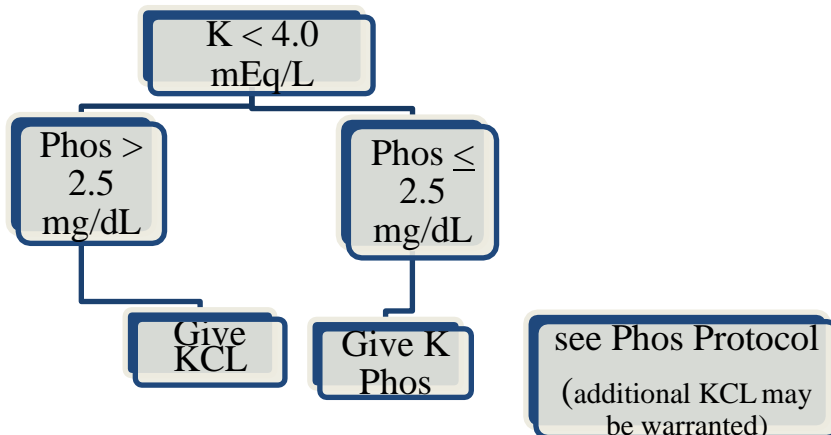 K < 4.0
mEq/L
Phos >
2.5
mg/dL
Phos ≤
2.5
mg/dL
Give
KCL
Give K
Phos
see Phos Protocol
(additional KCL may
be warranted)